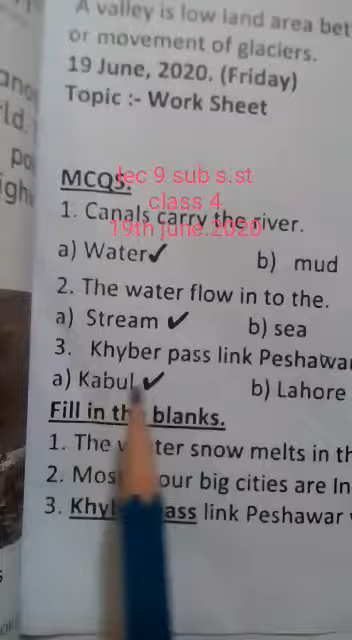 A valley is low land area bet
or movement of glaciers.
19 June, 2020. (Friday)
Topic :- Work Sheet
MCQS.
lec 9 sub s.st
class 4
19th june.2020
1. Canals carry the river.
a) Water✔ b) mud
2. The water flow in to the.
a) Stream ✔ b) sea
3. Khyber pass link Peshawar
a) Kabul ✔ b) Lahore
Fill in the blanks.
1. The ter snow melts in th
2. Mos our big cities are In
3. Khyb ass link Peshawar